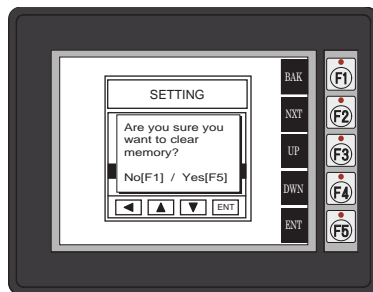 SETTING
Are you sure you
want to clear
memory?
No[F1] / Yes[F5]
ENT
BAK
NXT
UP
DWN
ENT
F1
F2
F3
F4
F5